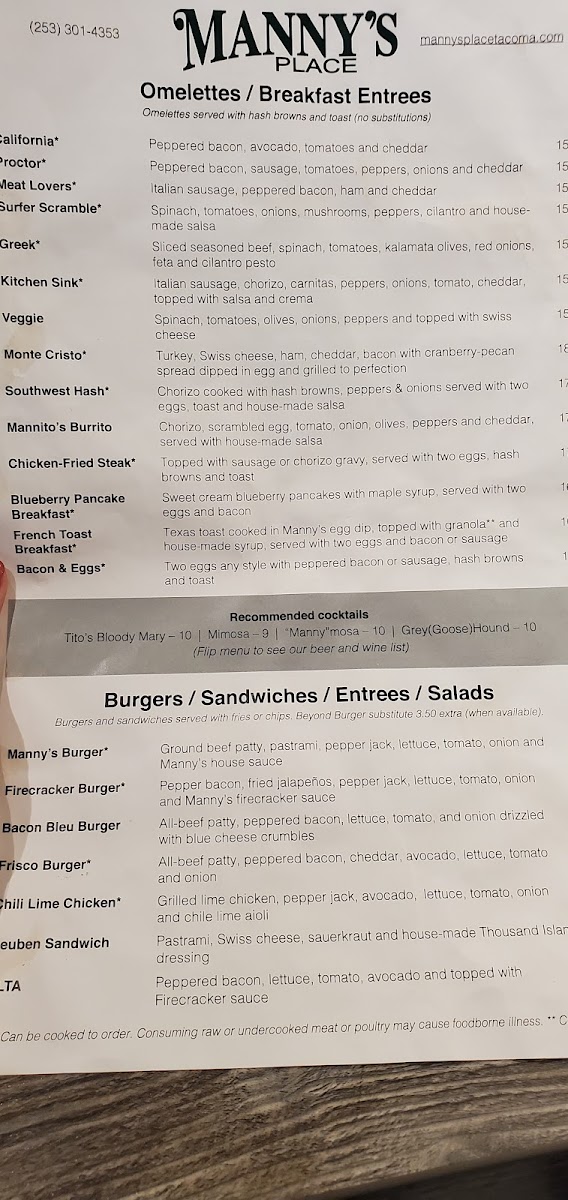 (253) 301-4353
MANNY'S
PLACE
mannysplacetacoma.com
Omelettes / Breakfast Entrees
Omelettes served with hash browns and toast (no substitutions)
California* Peppered bacon, avocado, tomatoes and cheddar 15
Proctor* Peppered bacon, sausage, tomatoes, peppers, onions and cheddar 15
Meat Lovers* Italian sausage, peppered bacon, ham and cheddar 15
Surfer Scramble* Spinach, tomatoes, onions, mushrooms, peppers, cilantro and house-
made salsa 15
Greek* Sliced seasoned beef, spinach, tomatoes, kalamata olives, red onions,
feta and cilantro pesto 15
Kitchen Sink* Italian sausage, chorizo, carnitas, peppers, onions, tomato, cheddar,
topped with salsa and crema 15
Veggie Spinach, tomatoes, olives, onions, peppers and topped with swiss
cheese 15
Monte Cristo* Turkey, Swiss cheese, ham, cheddar, bacon with cranberry-pecan
spread dipped in egg and grilled to perfection 18
Southwest Hash* Chorizo cooked with hash browns, peppers & onions served with two
eggs, toast and house-made salsa 17
Mannito's Burrito Chorizo, scrambled egg, tomato, onion, olives, peppers and cheddar,
served with house-made salsa 17
Chicken-Fried Steak* Topped with sausage or chorizo gravy, served with two eggs, hash
browns and toast
Blueberry Pancake
Breakfast* Sweet cream blueberry pancakes with maple syrup, served with two
eggs and bacon
French Toast
Breakfast* Texas toast cooked in Manny's egg dip, topped with granola** and
house-made syrup, served with two eggs and bacon or sausage
Bacon & Eggs* Two eggs any style with peppered bacon or sausage, hash browns
and toast
Recommended cocktails
Tito's Bloody Mary – 10 | Mimosa – 9 | "Manny"mosa – 10 | Grey(Goose)Hound – 10
(Flip menu to see our beer and wine list)
Burgers / Sandwiches / Entrees / Salads
Burgers and sandwiches served with fries or chips. Beyond Burger substitute 3.50 extra (when available).
Manny's Burger* Ground beef patty, pastrami, pepper jack, lettuce, tomato, onion and
Manny's house sauce
Firecracker Burger* Pepper bacon, fried jalapeños, pepper jack, lettuce, tomato, onion
and Manny's firecracker sauce
Bacon Bleu Burger All-beef patty, peppered bacon, lettuce, tomato, and onion drizzled
with blue cheese crumbles
Frisco Burger* All-beef patty, peppered bacon, cheddar, avocado, lettuce, tomato
and onion
Chili Lime Chicken* Grilled lime chicken, pepper jack, avocado, lettuce, tomato, onion
and chile lime aioli
euben Sandwich Pastrami, Swiss cheese, sauerkraut and house-made Thousand Islan
dressing
LTA Peppered bacon, lettuce, tomato, avocado and topped with
Firecracker sauce
Can be cooked to order. Consuming raw or undercooked meat or poultry may cause foodborne illness. ** C